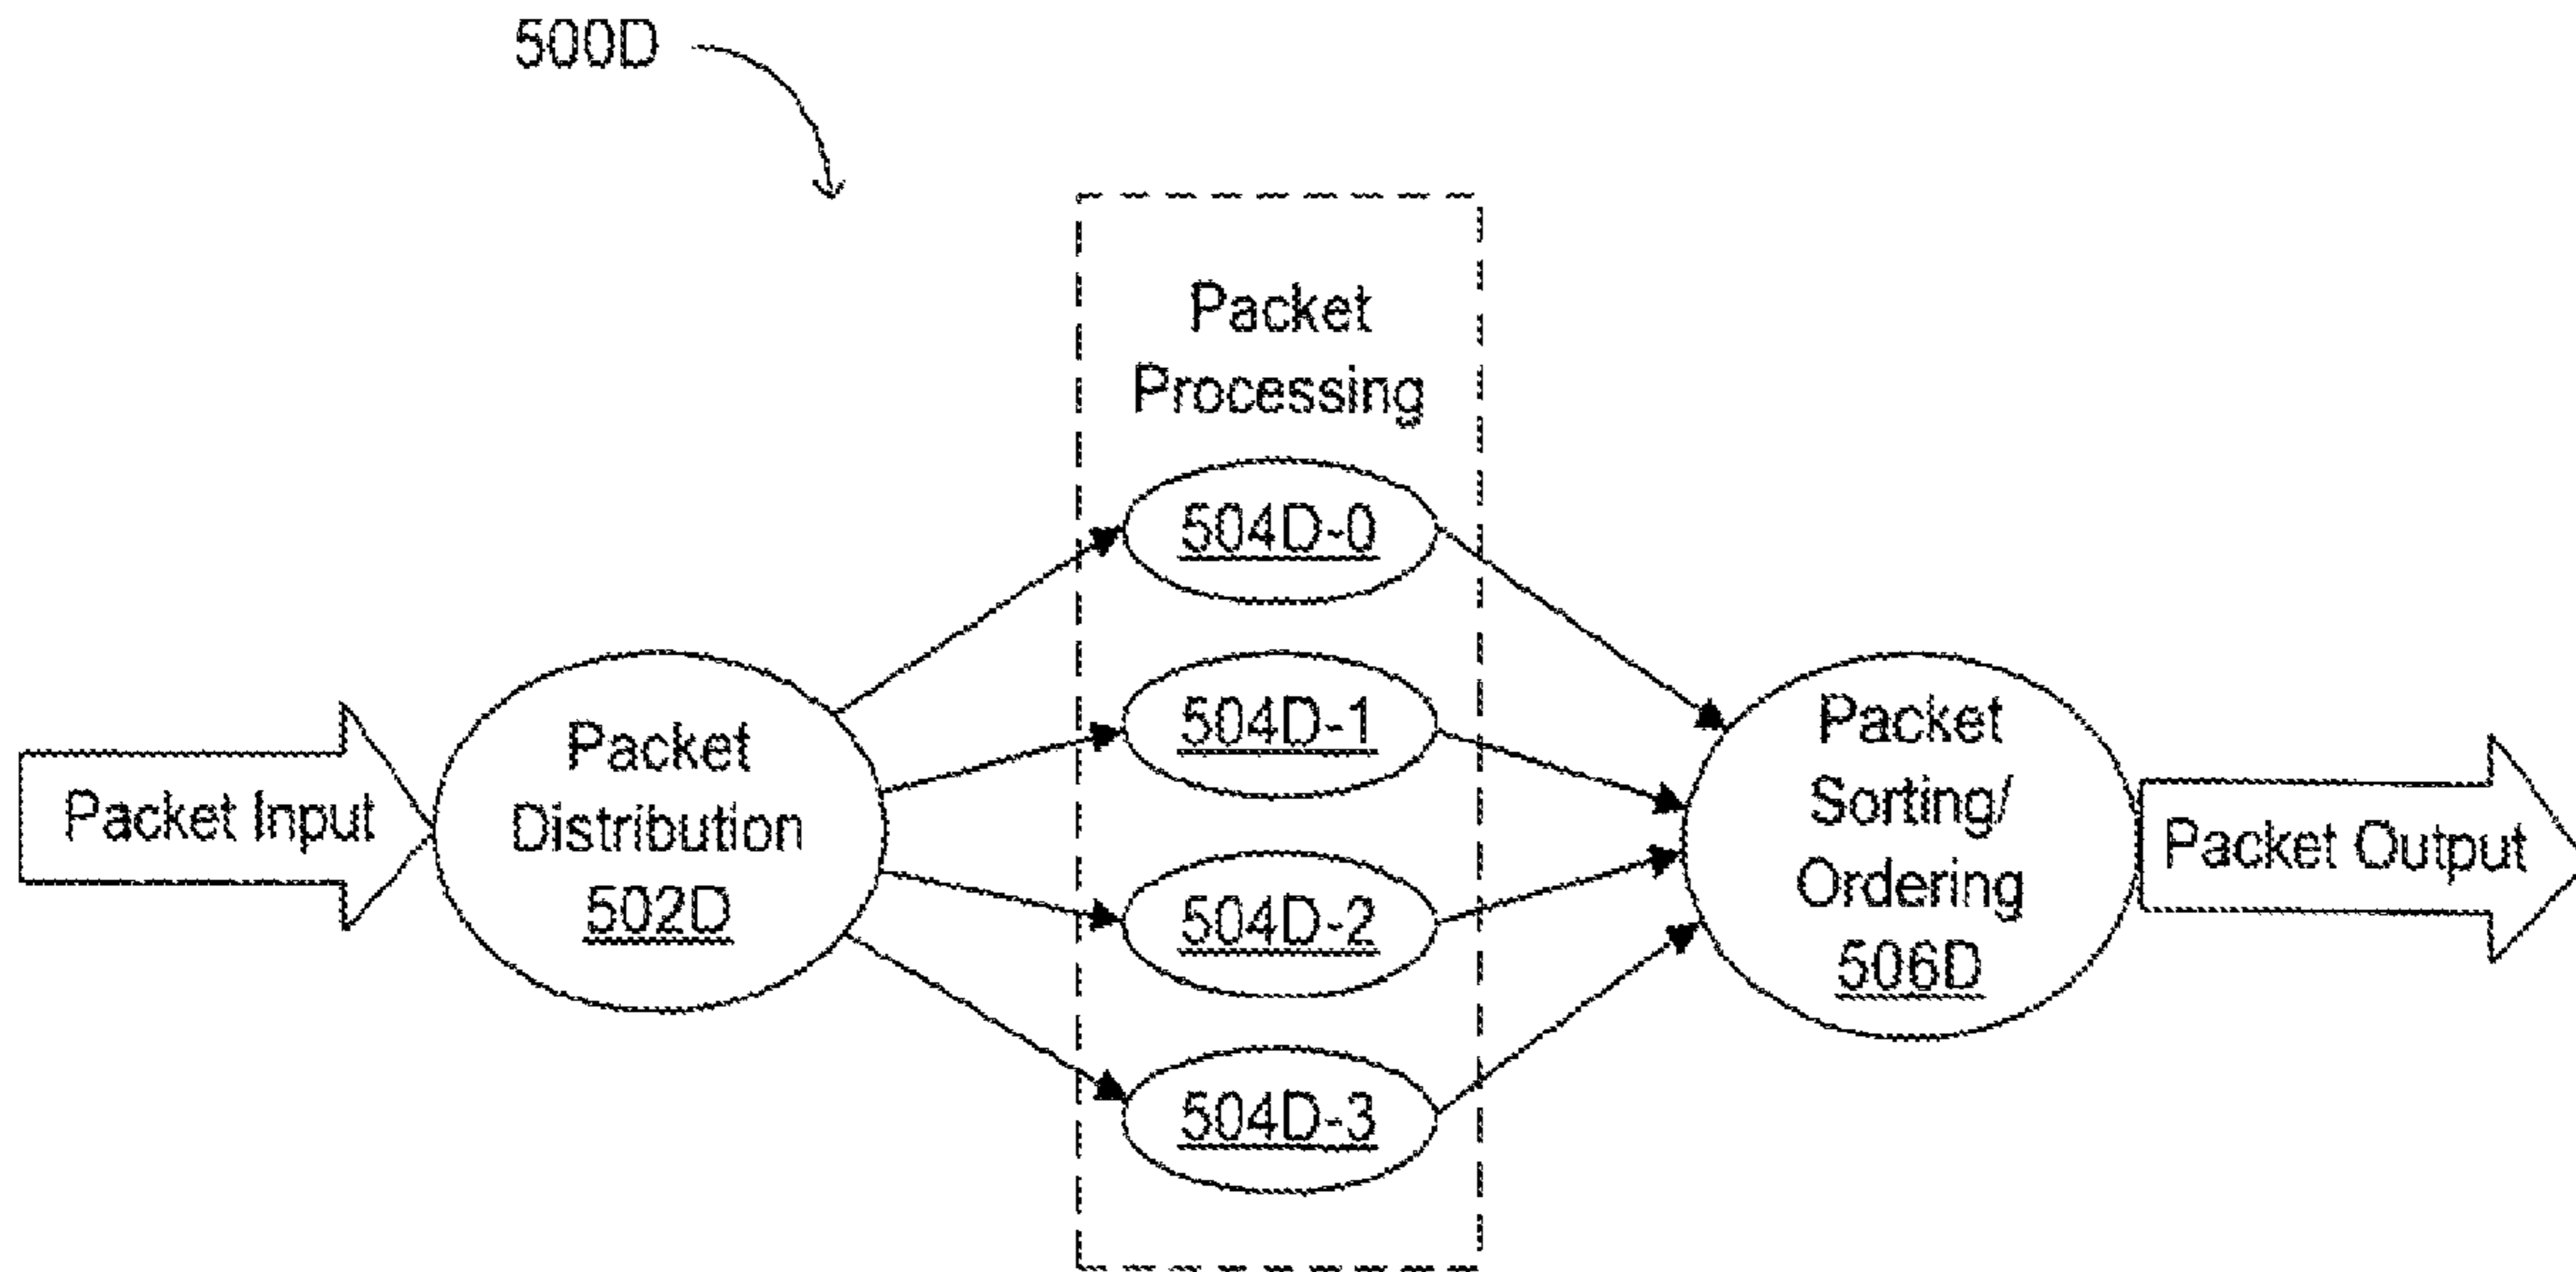 500D
Packet
Processing
504D-0
504D-1
504D-2
504D-3
Packet Input
Packet
Distribution
502D
Packet
Sorting/
Ordering
506D
Packet Output